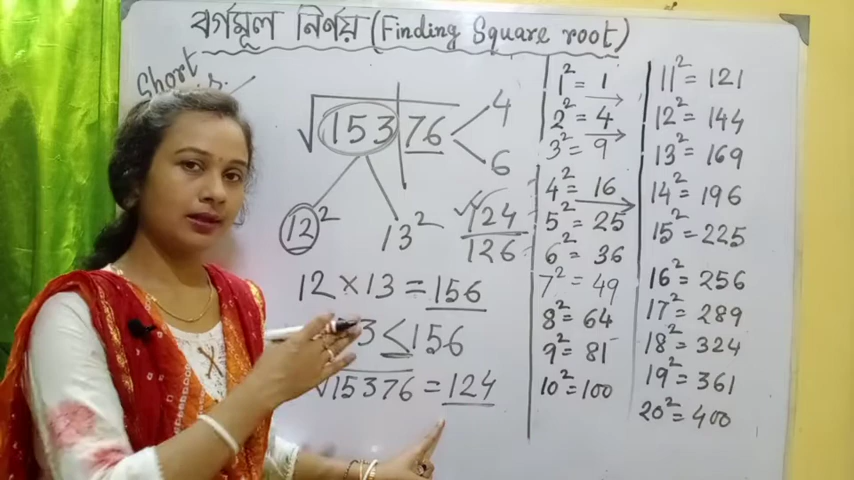 বর্গমূল নির্ণয় (Finding Square root)
Short
√153|76
4
6
12²
13²
✓124
126
12 × 13 = 156
3 ≤ 156
√15376 = 124
1² = 1
2² = 4
3² = 9
4² = 16
5² = 25
6² = 36
7² = 49
8² = 64
9² = 81
10² = 100
11² = 121
12² = 144
13² = 169
14² = 196
15² = 225
16² = 256
17² = 289
18² = 324
19² = 361
20² = 400